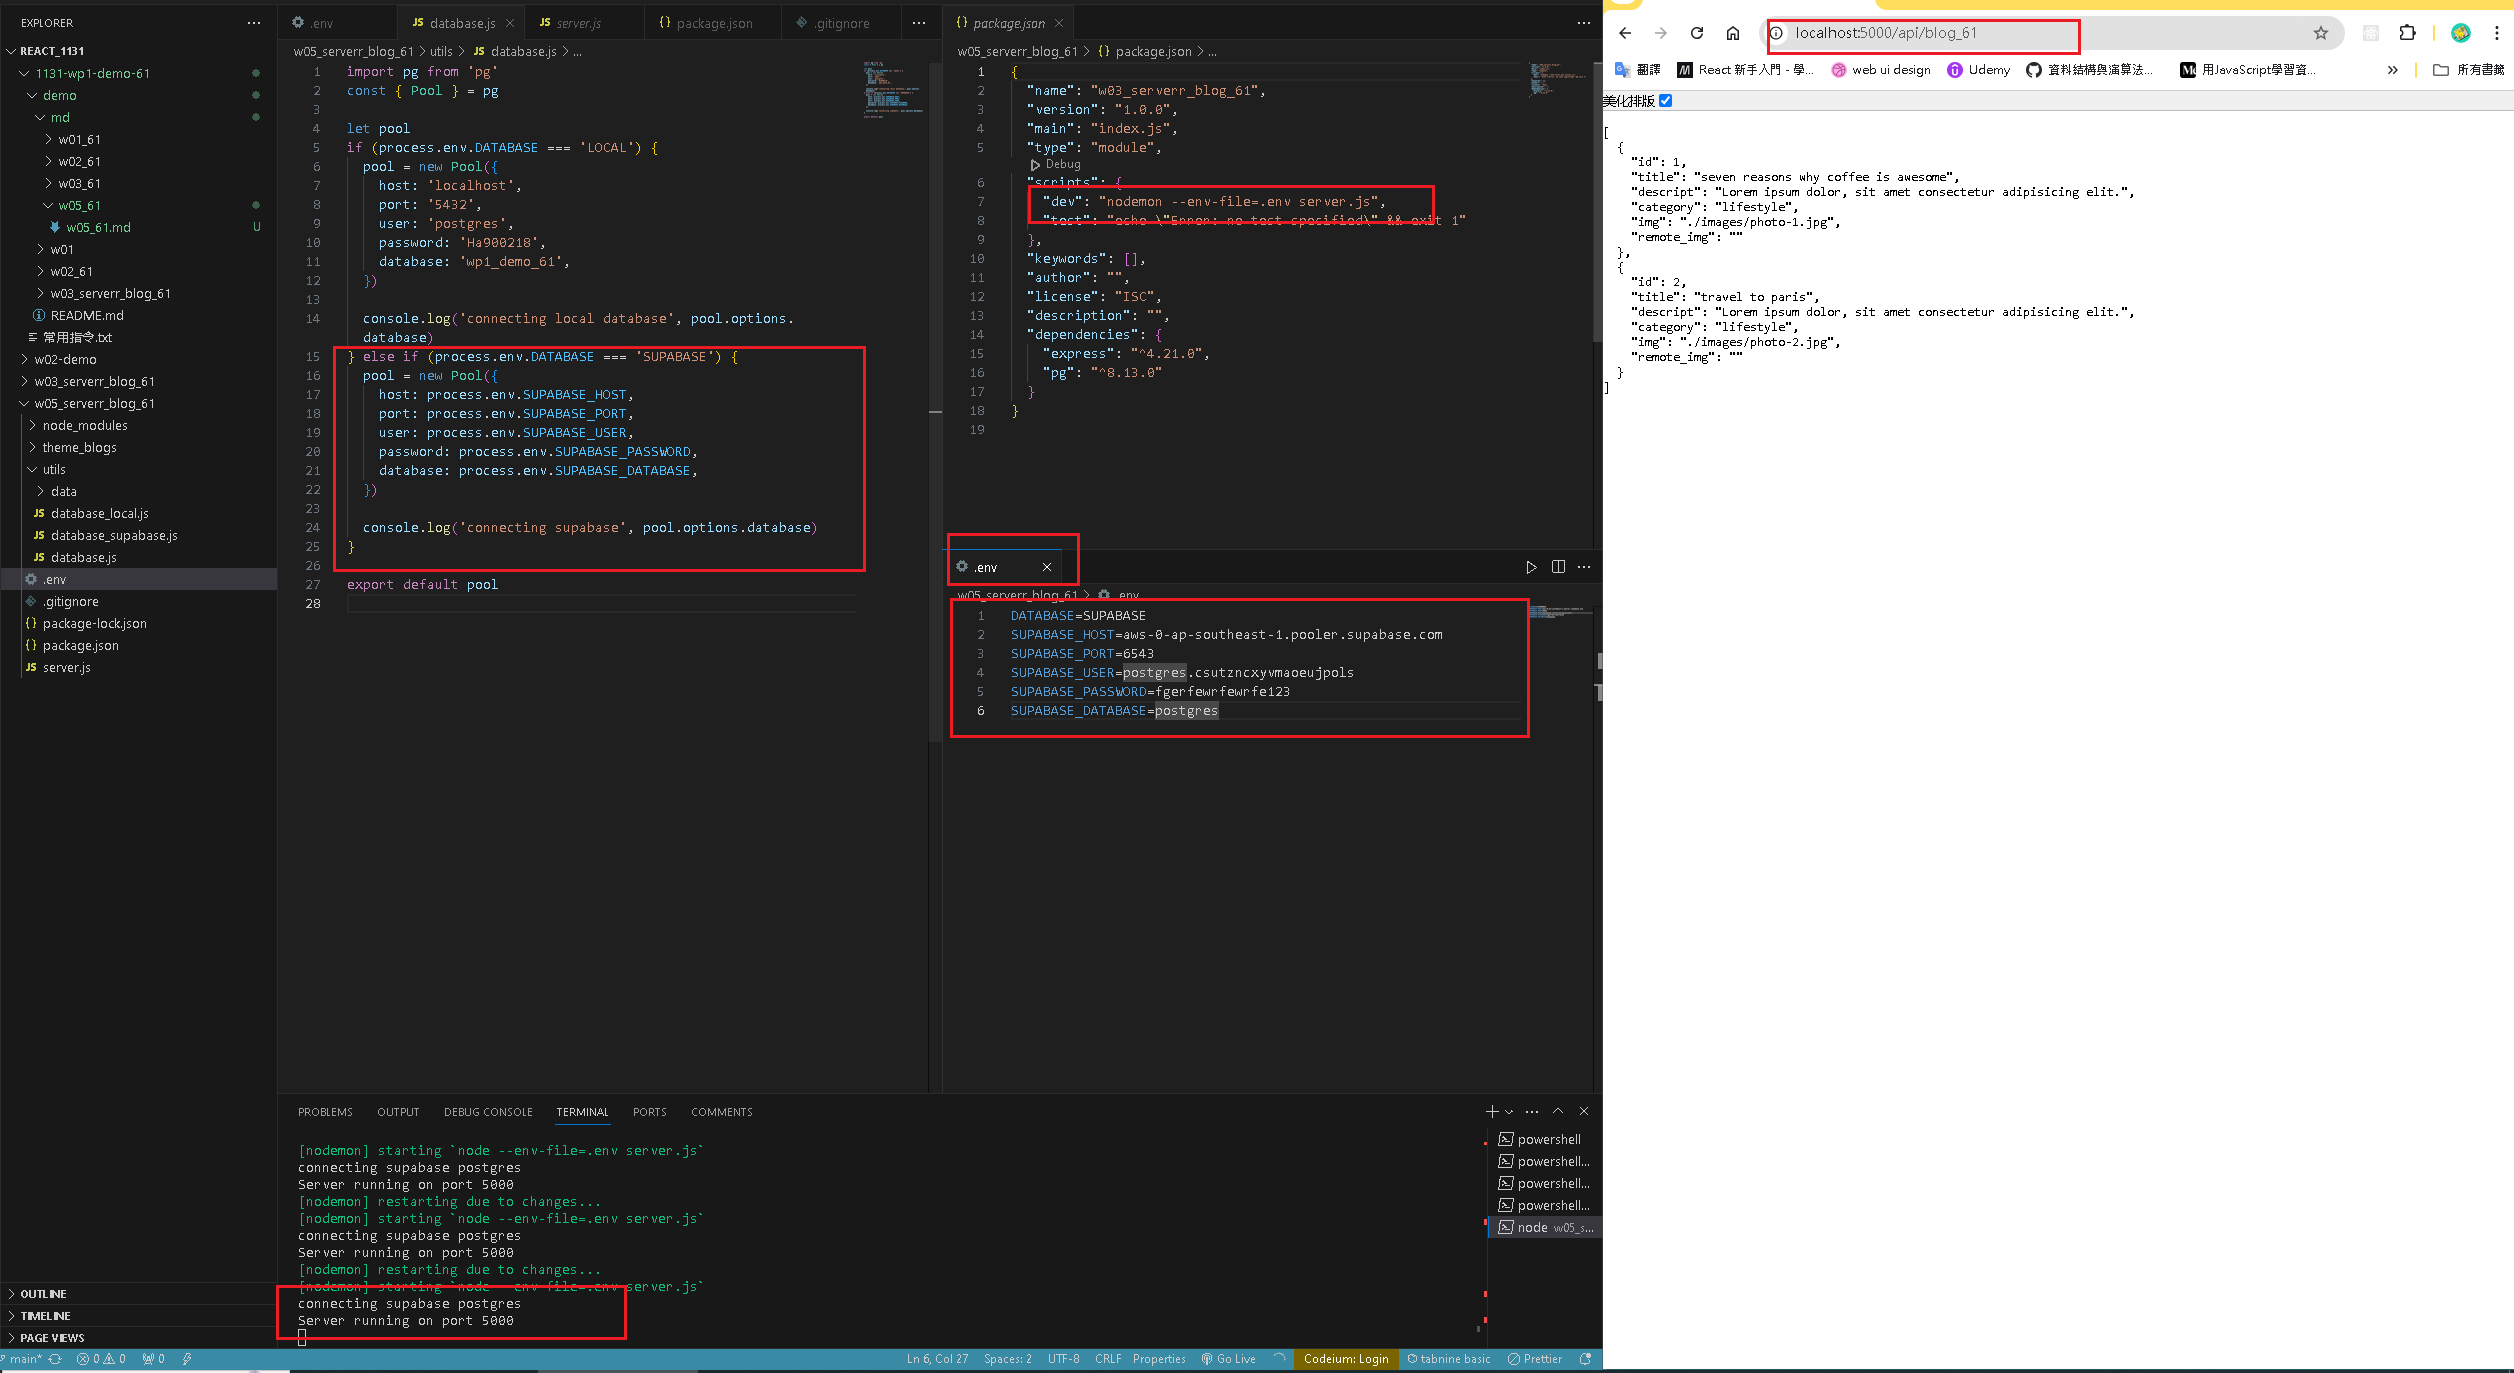 EXPLORER
REACT_1131
1131-wp1-demo-61
demo
md
w01_61
w02_61
w03_61
w05_61
w05_61.md U
w01
w02_61
w03_serverr_blog_61
README.md
常用指令.txt
w02-demo
w03_serverr_blog_61
w05_serverr_blog_61
node_modules
theme_blogs
utils
data
database_local.js
database_supabase.js
database.js
.env
.gitignore
package-lock.json
package.json
server.js
OUTLINE
TIMELINE
PAGE VIEWS
.env
JS database.js
JS server.js
{} package.json
.gitignore
w05_serverr_blog_61 > utils > JS database.js > ...
1 import pg from 'pg'
2 const { Pool } = pg
3
4 let pool
5 if (process.env.DATABASE === 'LOCAL') {
6 pool = new Pool({
7 host: 'localhost',
8 port: '5432',
9 user: 'postgres',
10 password: 'Ha900218',
11 database: 'wp1_demo_61',
12 })
13
14 console.log('connecting local database', pool.options.
database)
15 } else if (process.env.DATABASE === 'SUPABASE') {
16 pool = new Pool({
17 host: process.env.SUPABASE_HOST,
18 port: process.env.SUPABASE_PORT,
19 user: process.env.SUPABASE_USER,
20 password: process.env.SUPABASE_PASSWORD,
21 database: process.env.SUPABASE_DATABASE,
22 })
23
24 console.log('connecting supabase', pool.options.database)
25 }
26
27 export default pool
28
{} package.json
w05_serverr_blog_61 > {} package.json > ...
1 {
2 "name": "w03_serverr_blog_61",
3 "version": "1.0.0",
4 "main": "index.js",
5 "type": "module",
Debug
6 "scripts": {
7 "dev": "nodemon --env-file=.env server.js",
8 "test": "echo \"Error: no test specified\" && exit 1"
9 },
10 "keywords": [],
11 "author": "",
12 "license": "ISC",
13 "description": "",
14 "dependencies": {
15 "express": "^4.21.0",
16 "pg": "^8.13.0"
17 }
18 }
19
.env
w05_serverr_blog_61 > .env
1 DATABASE=SUPABASE
2 SUPABASE_HOST=aws-0-ap-southeast-1.pooler.supabase.com
3 SUPABASE_PORT=6543
4 SUPABASE_USER=postgres.csutzncxyvmaoeujpols
5 SUPABASE_PASSWORD=fgerfewrfewrfe123
6 SUPABASE_DATABASE=postgres
PROBLEMS OUTPUT DEBUG CONSOLE TERMINAL PORTS COMMENTS
[nodemon] starting `node --env-file=.env server.js`
connecting supabase postgres
Server running on port 5000
[nodemon] restarting due to changes...
[nodemon] starting `node --env-file=.env server.js`
connecting supabase postgres
Server running on port 5000
[nodemon] restarting due to changes...
[nodemon] starting `node --env-file=.env server.js`
connecting supabase postgres
Server running on port 5000
powershell
powershell...
powershell...
powershell...
node w05_s...
main* 0 0 0 Ln 6, Col 27 Spaces: 2 UTF-8 CRLF Properties Go Live Codeium: Login tabnine basic Prettier
localhost:5000/api/blog_61
翻譯 React 新手入門 - 學... web ui design Udemy 資料結構與演算法... 用JavaScript學習資... 所有書籤
美化排版
[
{
"id": 1,
"title": "seven reasons why coffee is awesome",
"descript": "Lorem ipsum dolor, sit amet consectetur adipisicing elit.",
"category": "lifestyle",
"img": "./images/photo-1.jpg",
"remote_img": ""
},
{
"id": 2,
"title": "travel to paris",
"descript": "Lorem ipsum dolor, sit amet consectetur adipisicing elit.",
"category": "lifestyle",
"img": "./images/photo-2.jpg",
"remote_img": ""
}
]